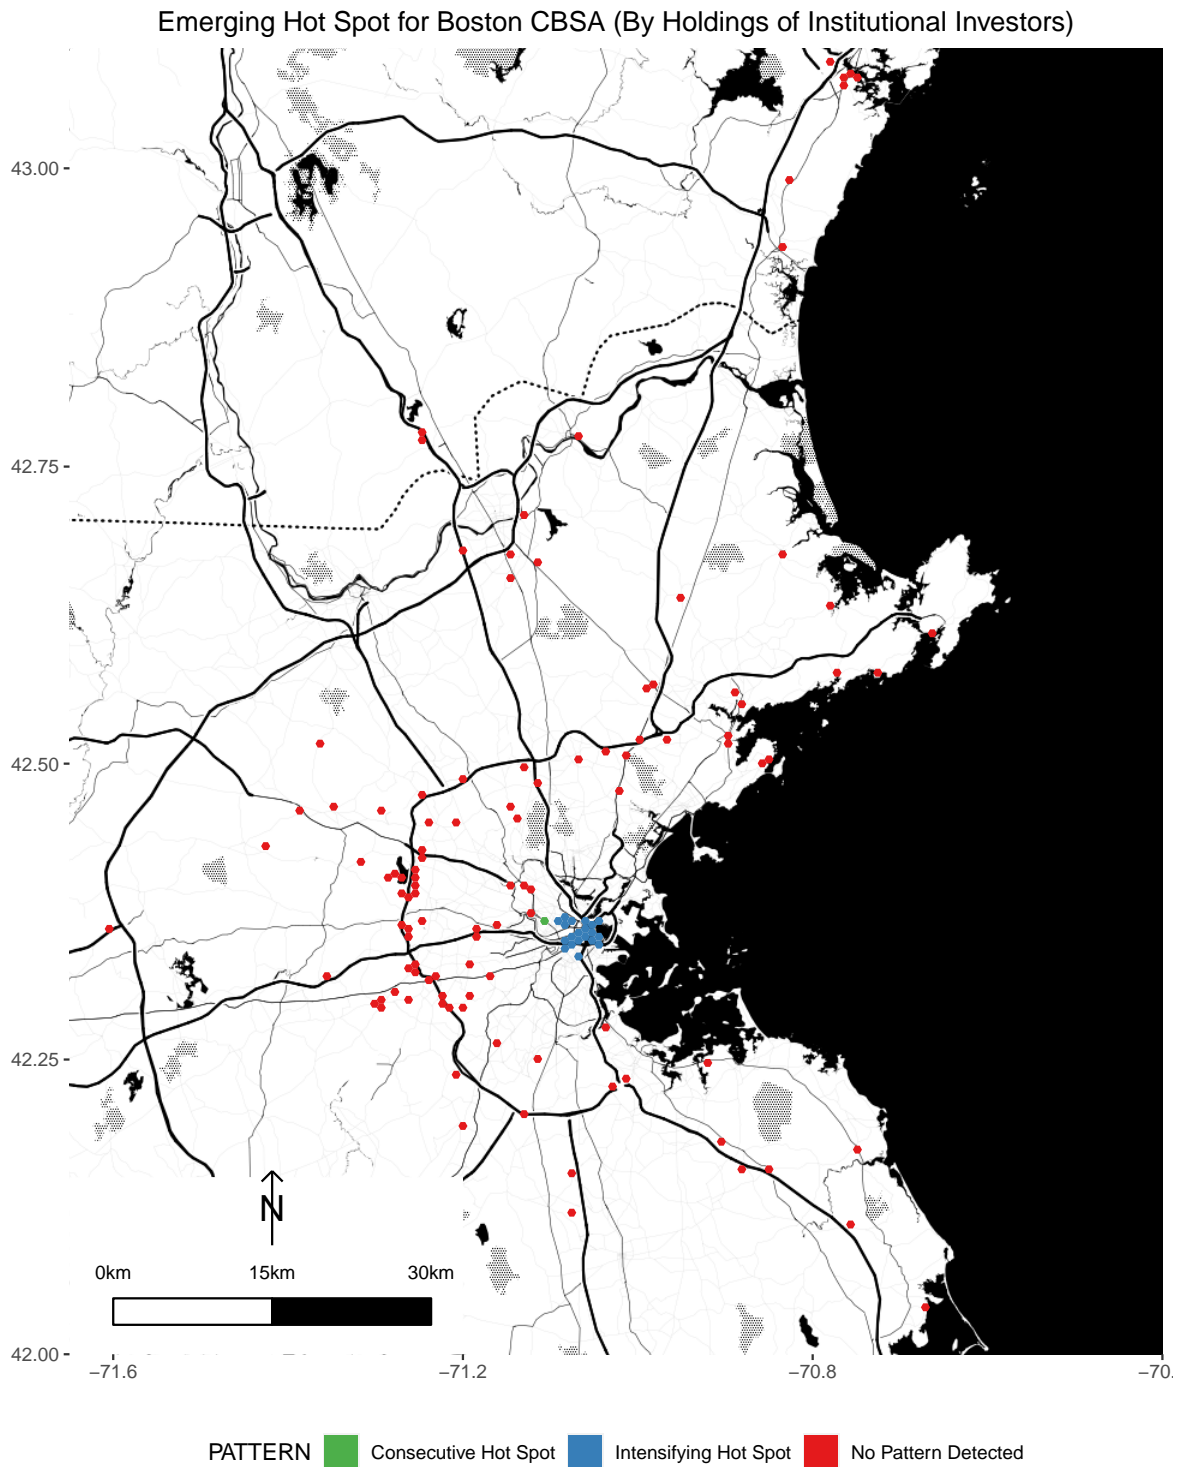 Emerging Hot Spot for Boston CBSA (By Holdings of Institutional Investors)
43.00
42.75
42.50
42.25
42.00
N
0km 15km 30km
−71.6 −71.2 −70.8 −70.
PATTERN Consecutive Hot Spot Intensifying Hot Spot No Pattern Detected